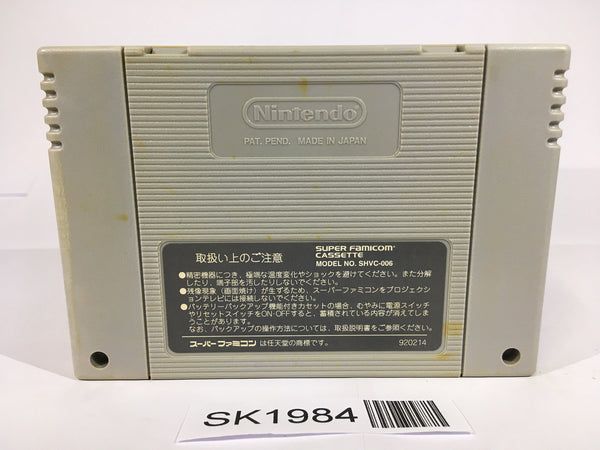 Nintendo
PAT. PEND. MADE IN JAPAN
取扱い上のご注意
SUPER FAMICOM
CASSETTE
MODEL NO. SHVC-006
●精密機器につき、極端な温度変化やショックを避けてください。また分解
したり、端子部を汚したりしないでください。
●残像現象(画面焼け)が生ずるため、スーパーファミコンをプロジェクシ
ョンテレビには接続しないでください。
●バッテリーバックアップ機能付きカセットの場合、むやみに電源スイッチ
やリセットスイッチをON・OFFすると、蓄積されている内容が消えてしま
うことがあります。
なお、バックアップの操作方法については、取扱説明書をご参照ください。
スーパーファミコン は任天堂の商標です。
920214
SK1984